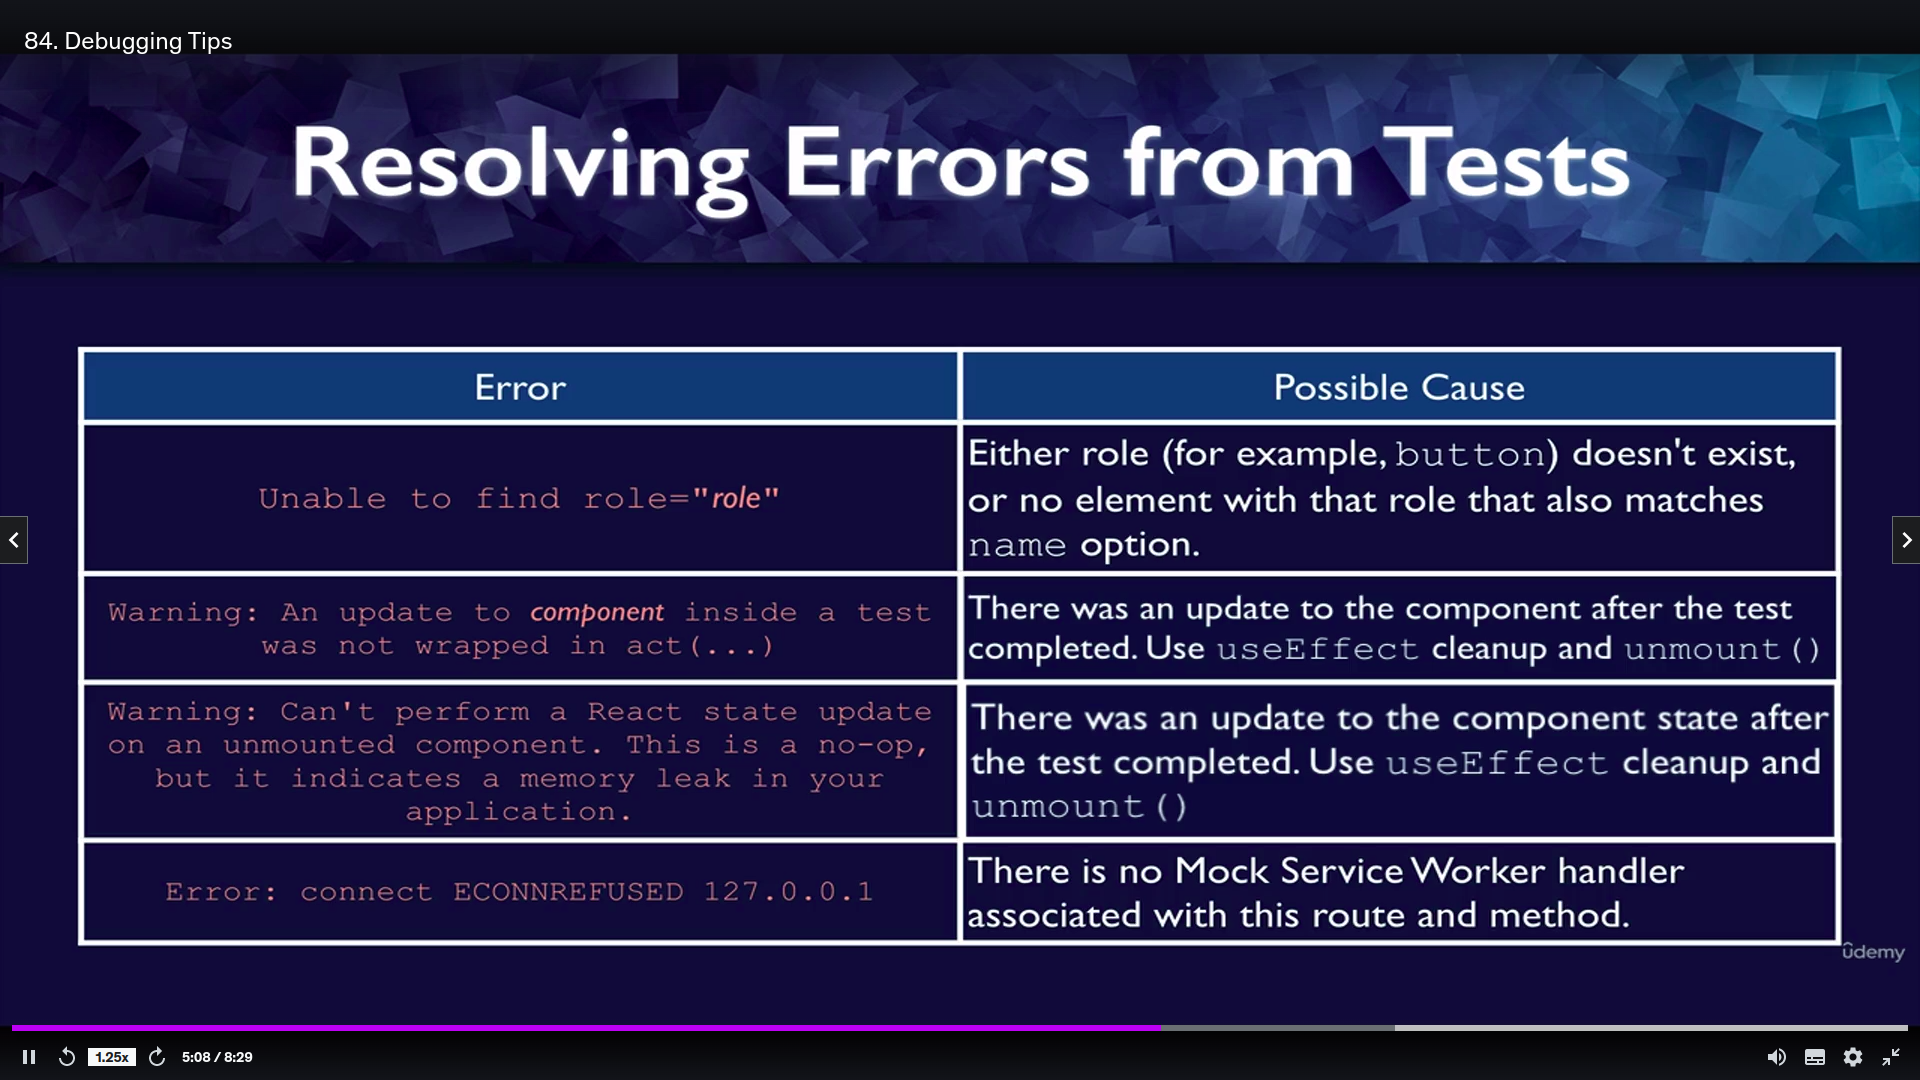 84. Debugging Tips
Resolving Errors from Tests
Error
Possible Cause
Unable to find role="role"
Either role (for example, button) doesn't exist,
or no element with that role that also matches
name option.
Warning: An update to component inside a test
was not wrapped in act(...)
There was an update to the component after the test
completed. Use useEffect cleanup and unmount()
Warning: Can't perform a React state update
on an unmounted component. This is a no-op,
but it indicates a memory leak in your
application.
There was an update to the component state after
the test completed. Use useEffect cleanup and
unmount()
Error: connect ECONNREFUSED 127.0.0.1
There is no Mock Service Worker handler
associated with this route and method.
ûdemy
1.25x
5:08 / 8:29